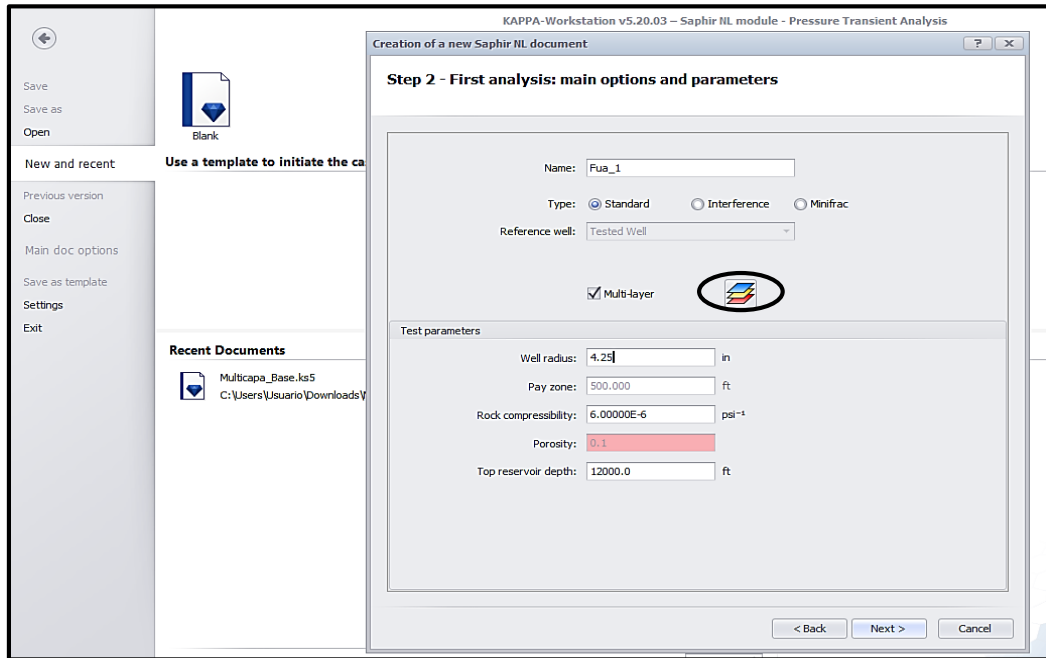 KAPPA-Workstation v5.20.03 – Saphir NL module - Pressure Transient Analysis
Creation of a new Saphir NL document
Step 2 - First analysis: main options and parameters
Save
Save as
Open
New and recent
Previous version
Close
Main doc options
Save as template
Settings
Exit
Blank
Use a template to initiate the ca
Recent Documents
Multicapa_Base.ks5
C:\Users\Usuario\Downloads\
Name: Fua_1
Type: Standard Interference Minifrac
Reference well: Tested Well
Multi-layer
Test parameters
Well radius: 4.25 in
Pay zone: 500.000 ft
Rock compressibility: 6.00000E-6 psi⁻¹
Porosity: 0.1
Top reservoir depth: 12000.0 ft
< Back Next > Cancel